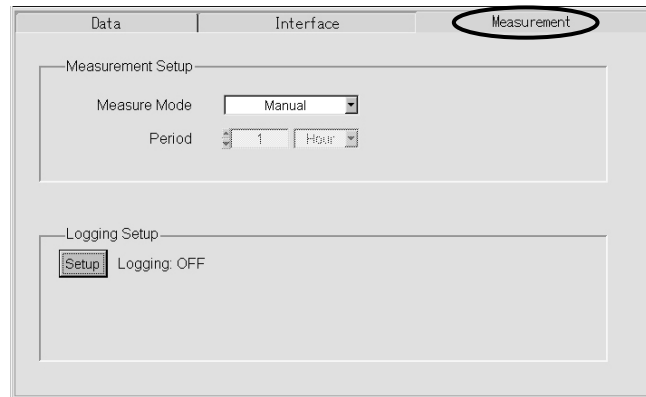 Data Interface Measurement
Measurement Setup
Measure Mode Manual
Period 1 Hour
Logging Setup
Setup Logging: OFF